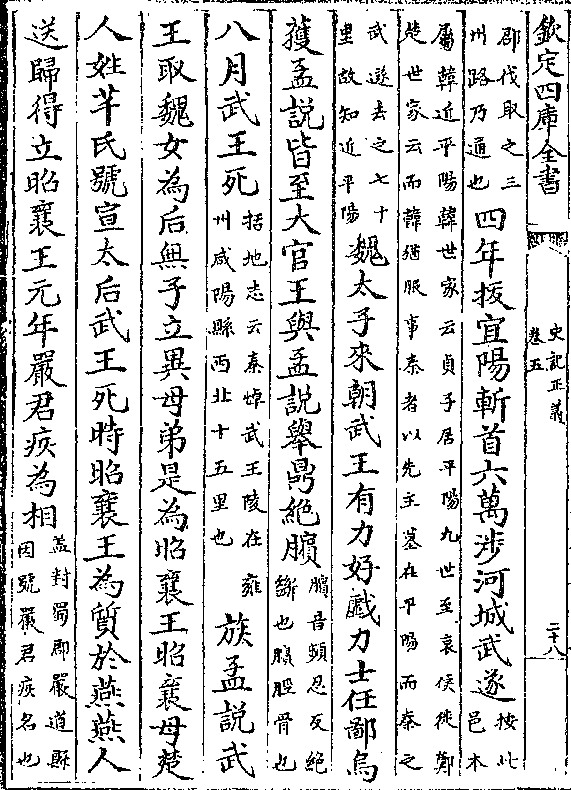 欽定四庫全書
史記正義
卷五
二十八
郡伐取之三
州路乃通也
四年拔宜陽斬首六萬涉河城武遂
按此
邑本
屬韓近平陽韓世家云貞子居平陽九世至哀侯徙鄭
楚世家云而韓猶服事秦者以先王墓在平陽而秦之
武遂去之七十
里故知近平陽
魏太子來朝武王有力好戲力士任鄙烏
獲孟說皆至大官王與孟說舉鼎絶臏
臏音頻忍反絶
斷也臏脛骨也
八月武王死
括地志云秦悼武王陵在雍
州咸陽縣西北十五里也
族孟說武
王取魏女為后無子立異母弟是為昭襄王昭襄母楚
人姓芊氏號宣太后武王死時昭襄王為質於燕燕人
送歸得立昭襄王元年嚴君疾為相
蓋封蜀郡嚴道縣
因號嚴君疾名也